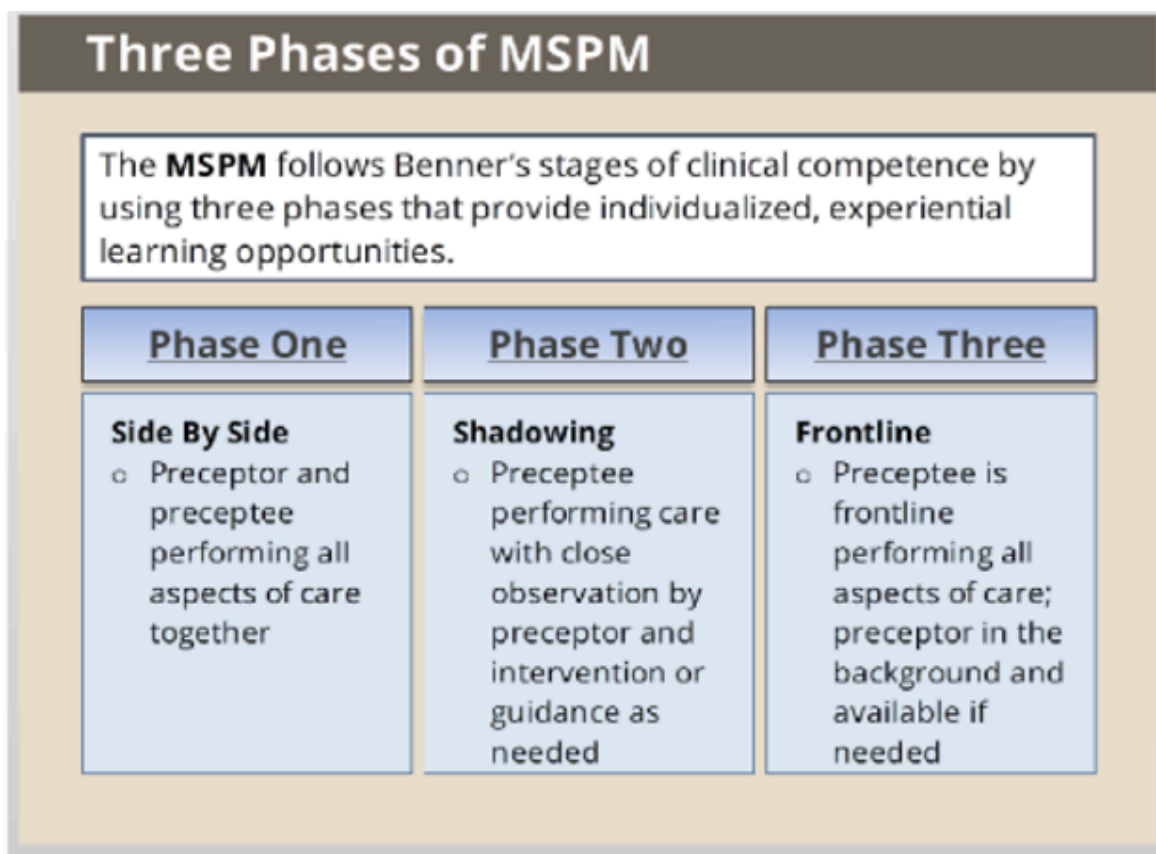 Three Phases of MSPM
The MSPM follows Benner's stages of clinical competence by
using three phases that provide individualized, experiential
learning opportunities.
Phase One
Side By Side
o Preceptor and
preceptee
performing all
aspects of care
together
Phase Two
Shadowing
o Preceptee
performing care
with close
observation by
preceptor and
intervention or
guidance as
needed
Phase Three
Frontline
o Preceptee is
frontline
performing all
aspects of care;
preceptor in the
background and
available if
needed